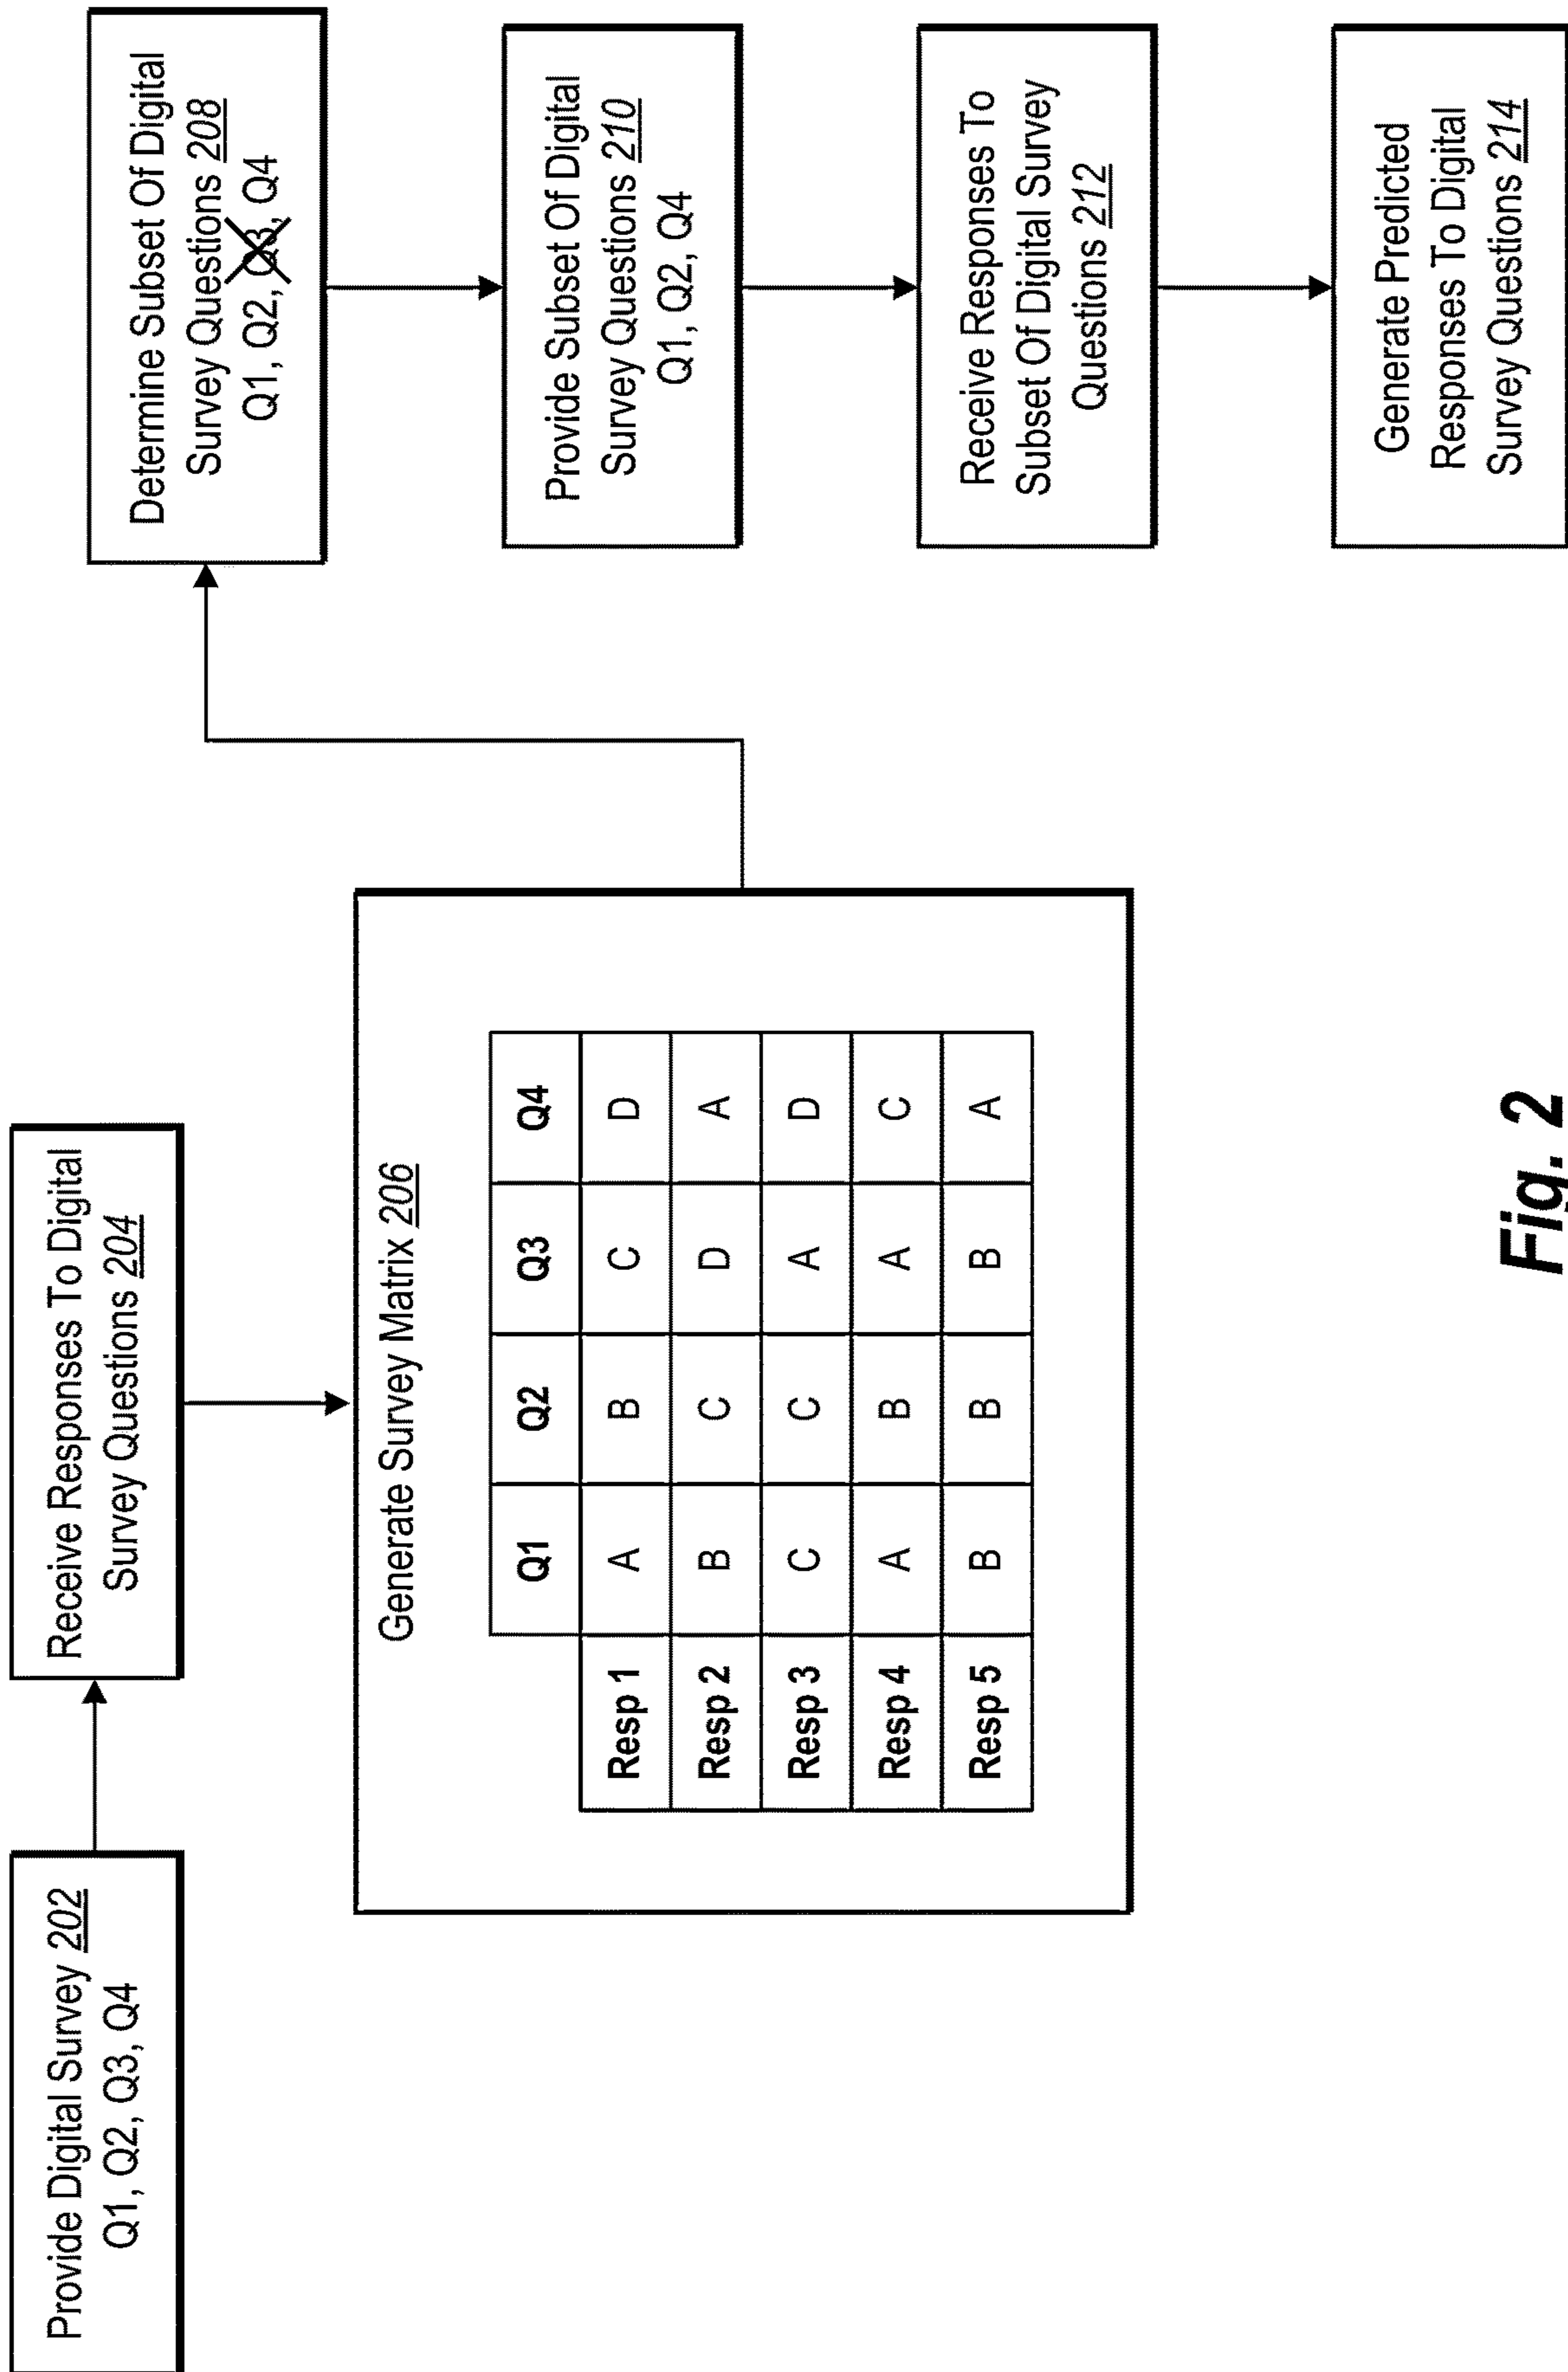 Provide Digital Survey 202
Q1, Q2, Q3, Q4
Receive Responses To Digital
Survey Questions 204
Generate Survey Matrix 206
Q1 Q2 Q3 Q4
Resp 1 A B C D
Resp 2 B C D A
Resp 3 C C A D
Resp 4 A B A C
Resp 5 B B B A
Determine Subset Of Digital
Survey Questions 208
Q1, Q2, Q3, Q4
Provide Subset Of Digital
Survey Questions 210
Q1, Q2, Q4
Receive Responses To
Subset Of Digital Survey
Questions 212
Generate Predicted
Responses To Digital
Survey Questions 214
Fig. 2